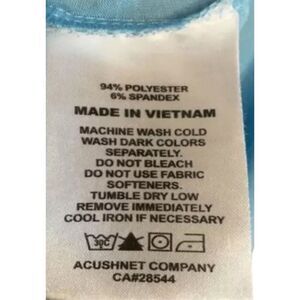 94% POLYESTER
6% SPANDEX
MADE IN VIETNAM
MACHINE WASH COLD
WASH DARK COLORS
SEPARATELY.
DO NOT BLEACH
DO NOT USE FABRIC
SOFTENERS.
TUMBLE DRY LOW
REMOVE IMMEDIATELY
COOL IRON IF NECESSARY
ACUSHNET COMPANY
CA#28544